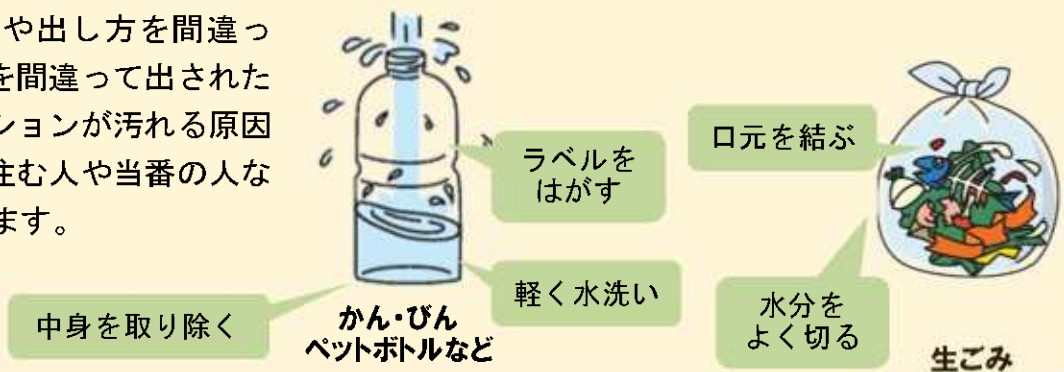 や出し方を間違っ
を間違って出された
ションが汚れる原因
住む人や当番の人な
ます。
ラベルを
はがす
軽く水洗い
中身を取り除く
かん・びん
ペットボトルなど
口元を結ぶ
水分を
よく切る
生ごみ